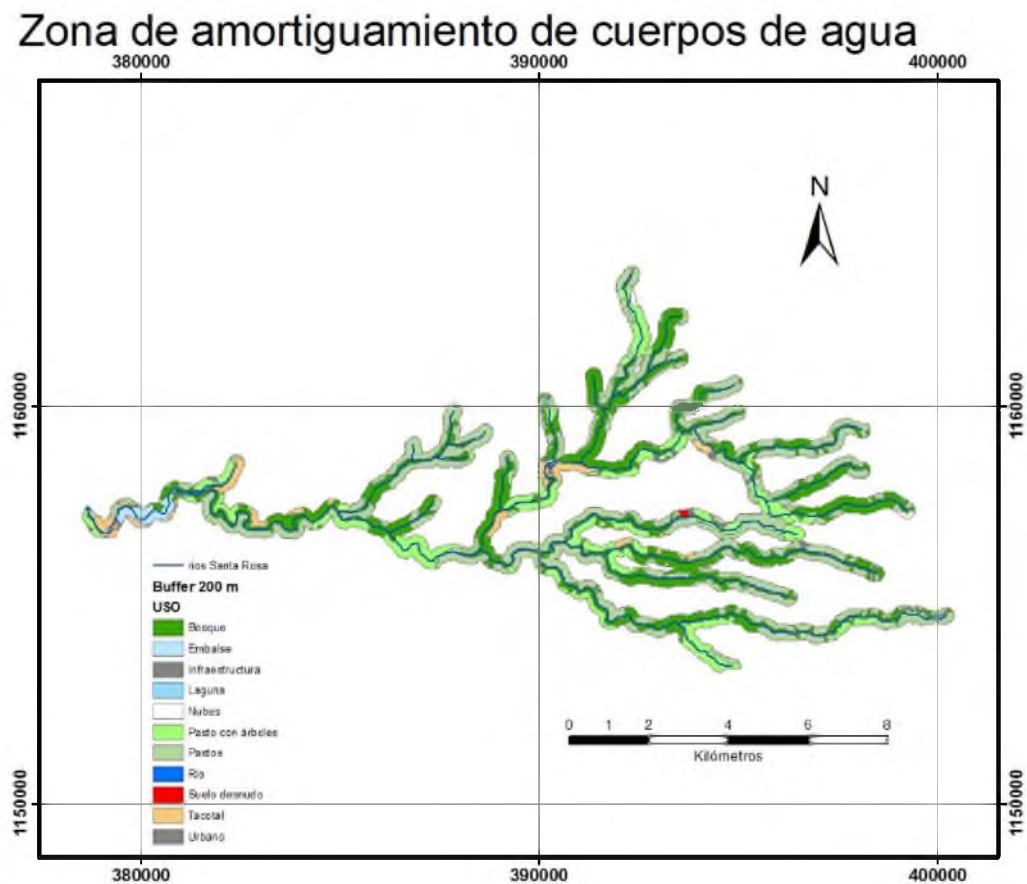 Zona de amortiguamiento de cuerpos de agua
380000 390000 400000
N
1160000 1160000
rios Santa Rosa
Buffer 200 m
USO
Bosque
Embalse
Infraestructura
Laguna
Nubes
Pasto con árboles
Pastos
Río
Suelo desnudo
Tacotal
Urbano
0 1 2 4 6 8
Kilómetros
1150000 1150000
380000 390000 400000